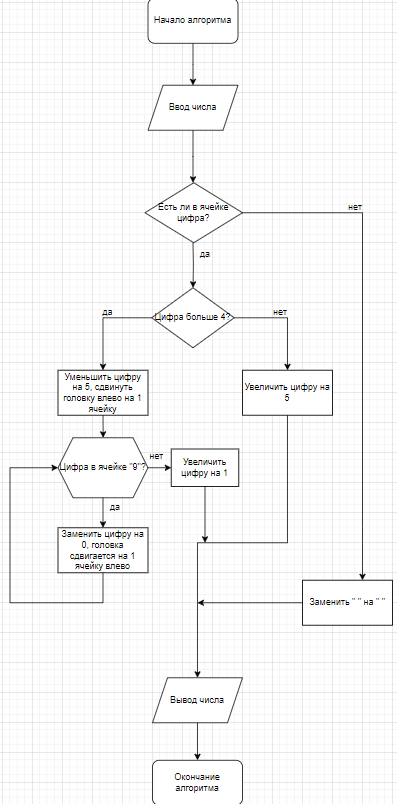 Начало алгоритма
Ввод числа
Есть ли в ячейке
цифра?
нет
да
Цифра больше 4?
да
нет
Уменьшить цифру
на 5, сдвинуть
головку влево на 1
ячейку
Увеличить цифру на
5
Цифра в ячейке "9"?
нет
Увеличить
цифру на 1
да
Заменить цифру на
0, головка
сдвигается на 1
ячейку влево
Заменить " " на " "
Вывод числа
Окончание
алгоритма